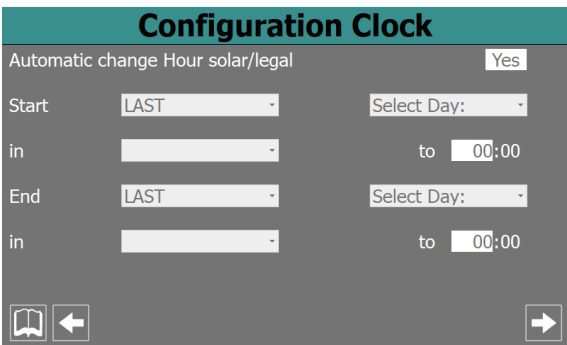 Configuration Clock
Automatic change Hour solar/legal Yes
Start LAST Select Day:
in to 00:00
End LAST Select Day:
in to 00:00